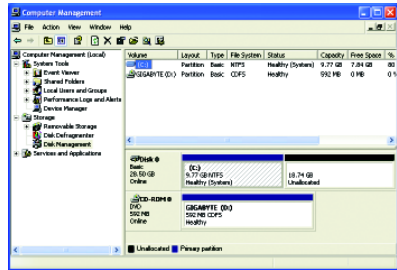 Computer Management
File Action View Window Help
Computer Management (Local)
System Tools
Event Viewer
Shared Folders
Local Users and Groups
Performance Logs and Alerts
Device Manager
Storage
Removable Storage
Disk Defragmenter
Disk Management
Services and Applications
Volume Layout Type File System Status Capacity Free Space %
(C:) Partition Basic NTFS Healthy (System) 9.77 GB 7.84 GB 80
GIGABYTE (D:) Partition Basic CDFS Healthy 592 MB 0 MB 0 %
Disk 0
Basic
28.50 GB
Online
(C:)
9.77 GB NTFS
Healthy (System)
18.74 GB
Unallocated
CD-ROM 0
DVD
592 MB
Online
GIGABYTE (D:)
592 MB CDFS
Healthy
Unallocated Primary partition